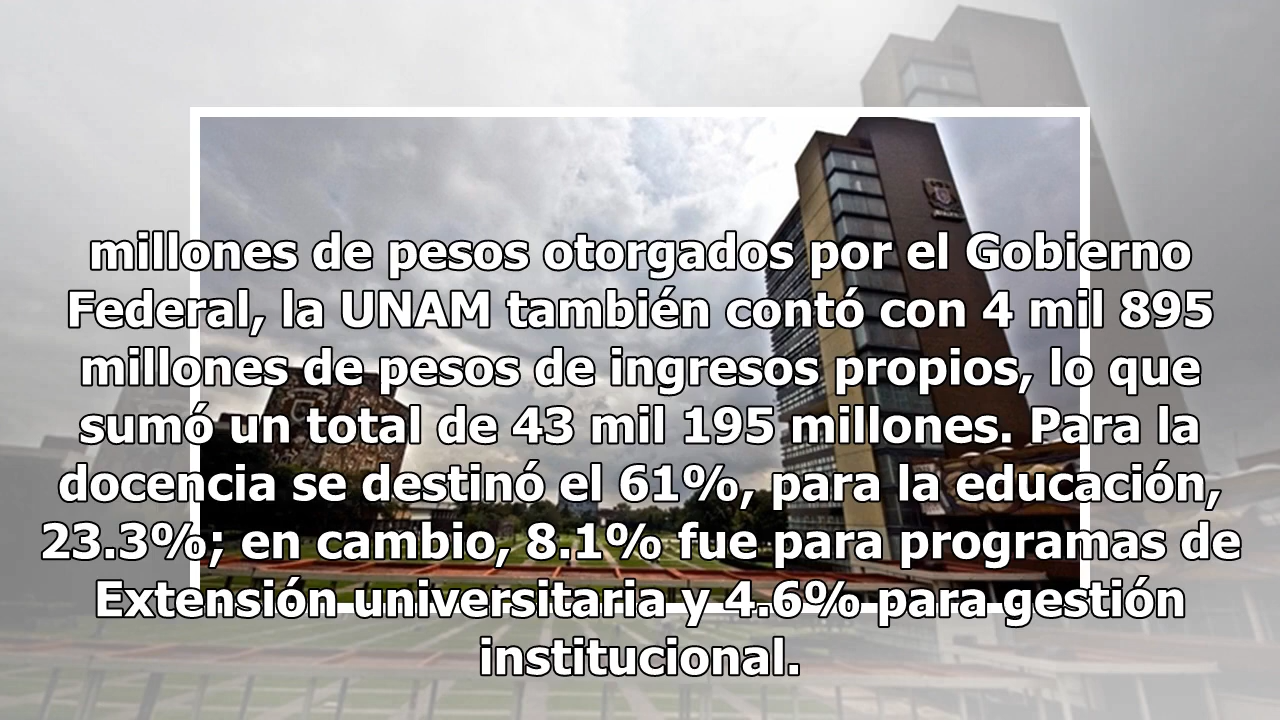 millones de pesos otorgados por el Gobierno
Federal, la UNAM también contó con 4 mil 895
millones de pesos de ingresos propios, lo que
sumó un total de 43 mil 195 millones. Para la
docencia se destinó el 61%, para la educación,
23.3%; en cambio, 8.1% fue para programas de
Extensión universitaria y 4.6% para gestión
institucional.